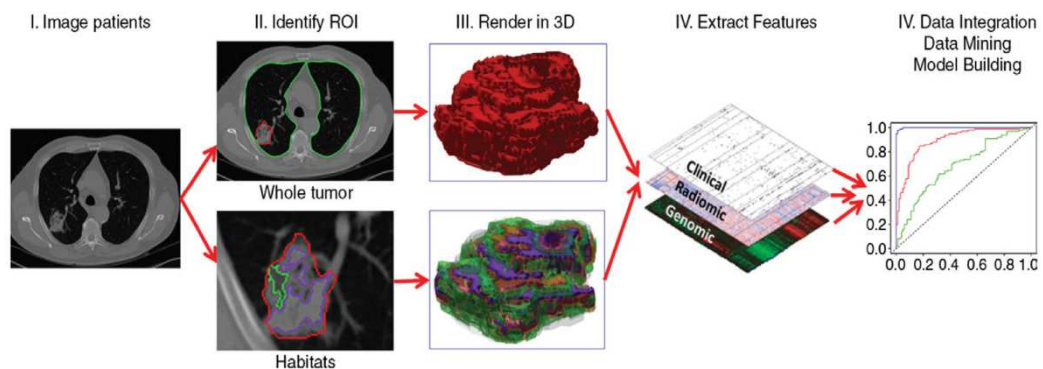 I. Image patients
II. Identify ROI
III. Render in 3D
IV. Extract Features
IV. Data Integration
Data Mining
Model Building
Whole tumor
Habitats
Clinical
Radiomic
Genomic
1.0
0.8
0.6
0.4
0.2
0.0
0.0 0.2 0.4 0.6 0.8 1.0